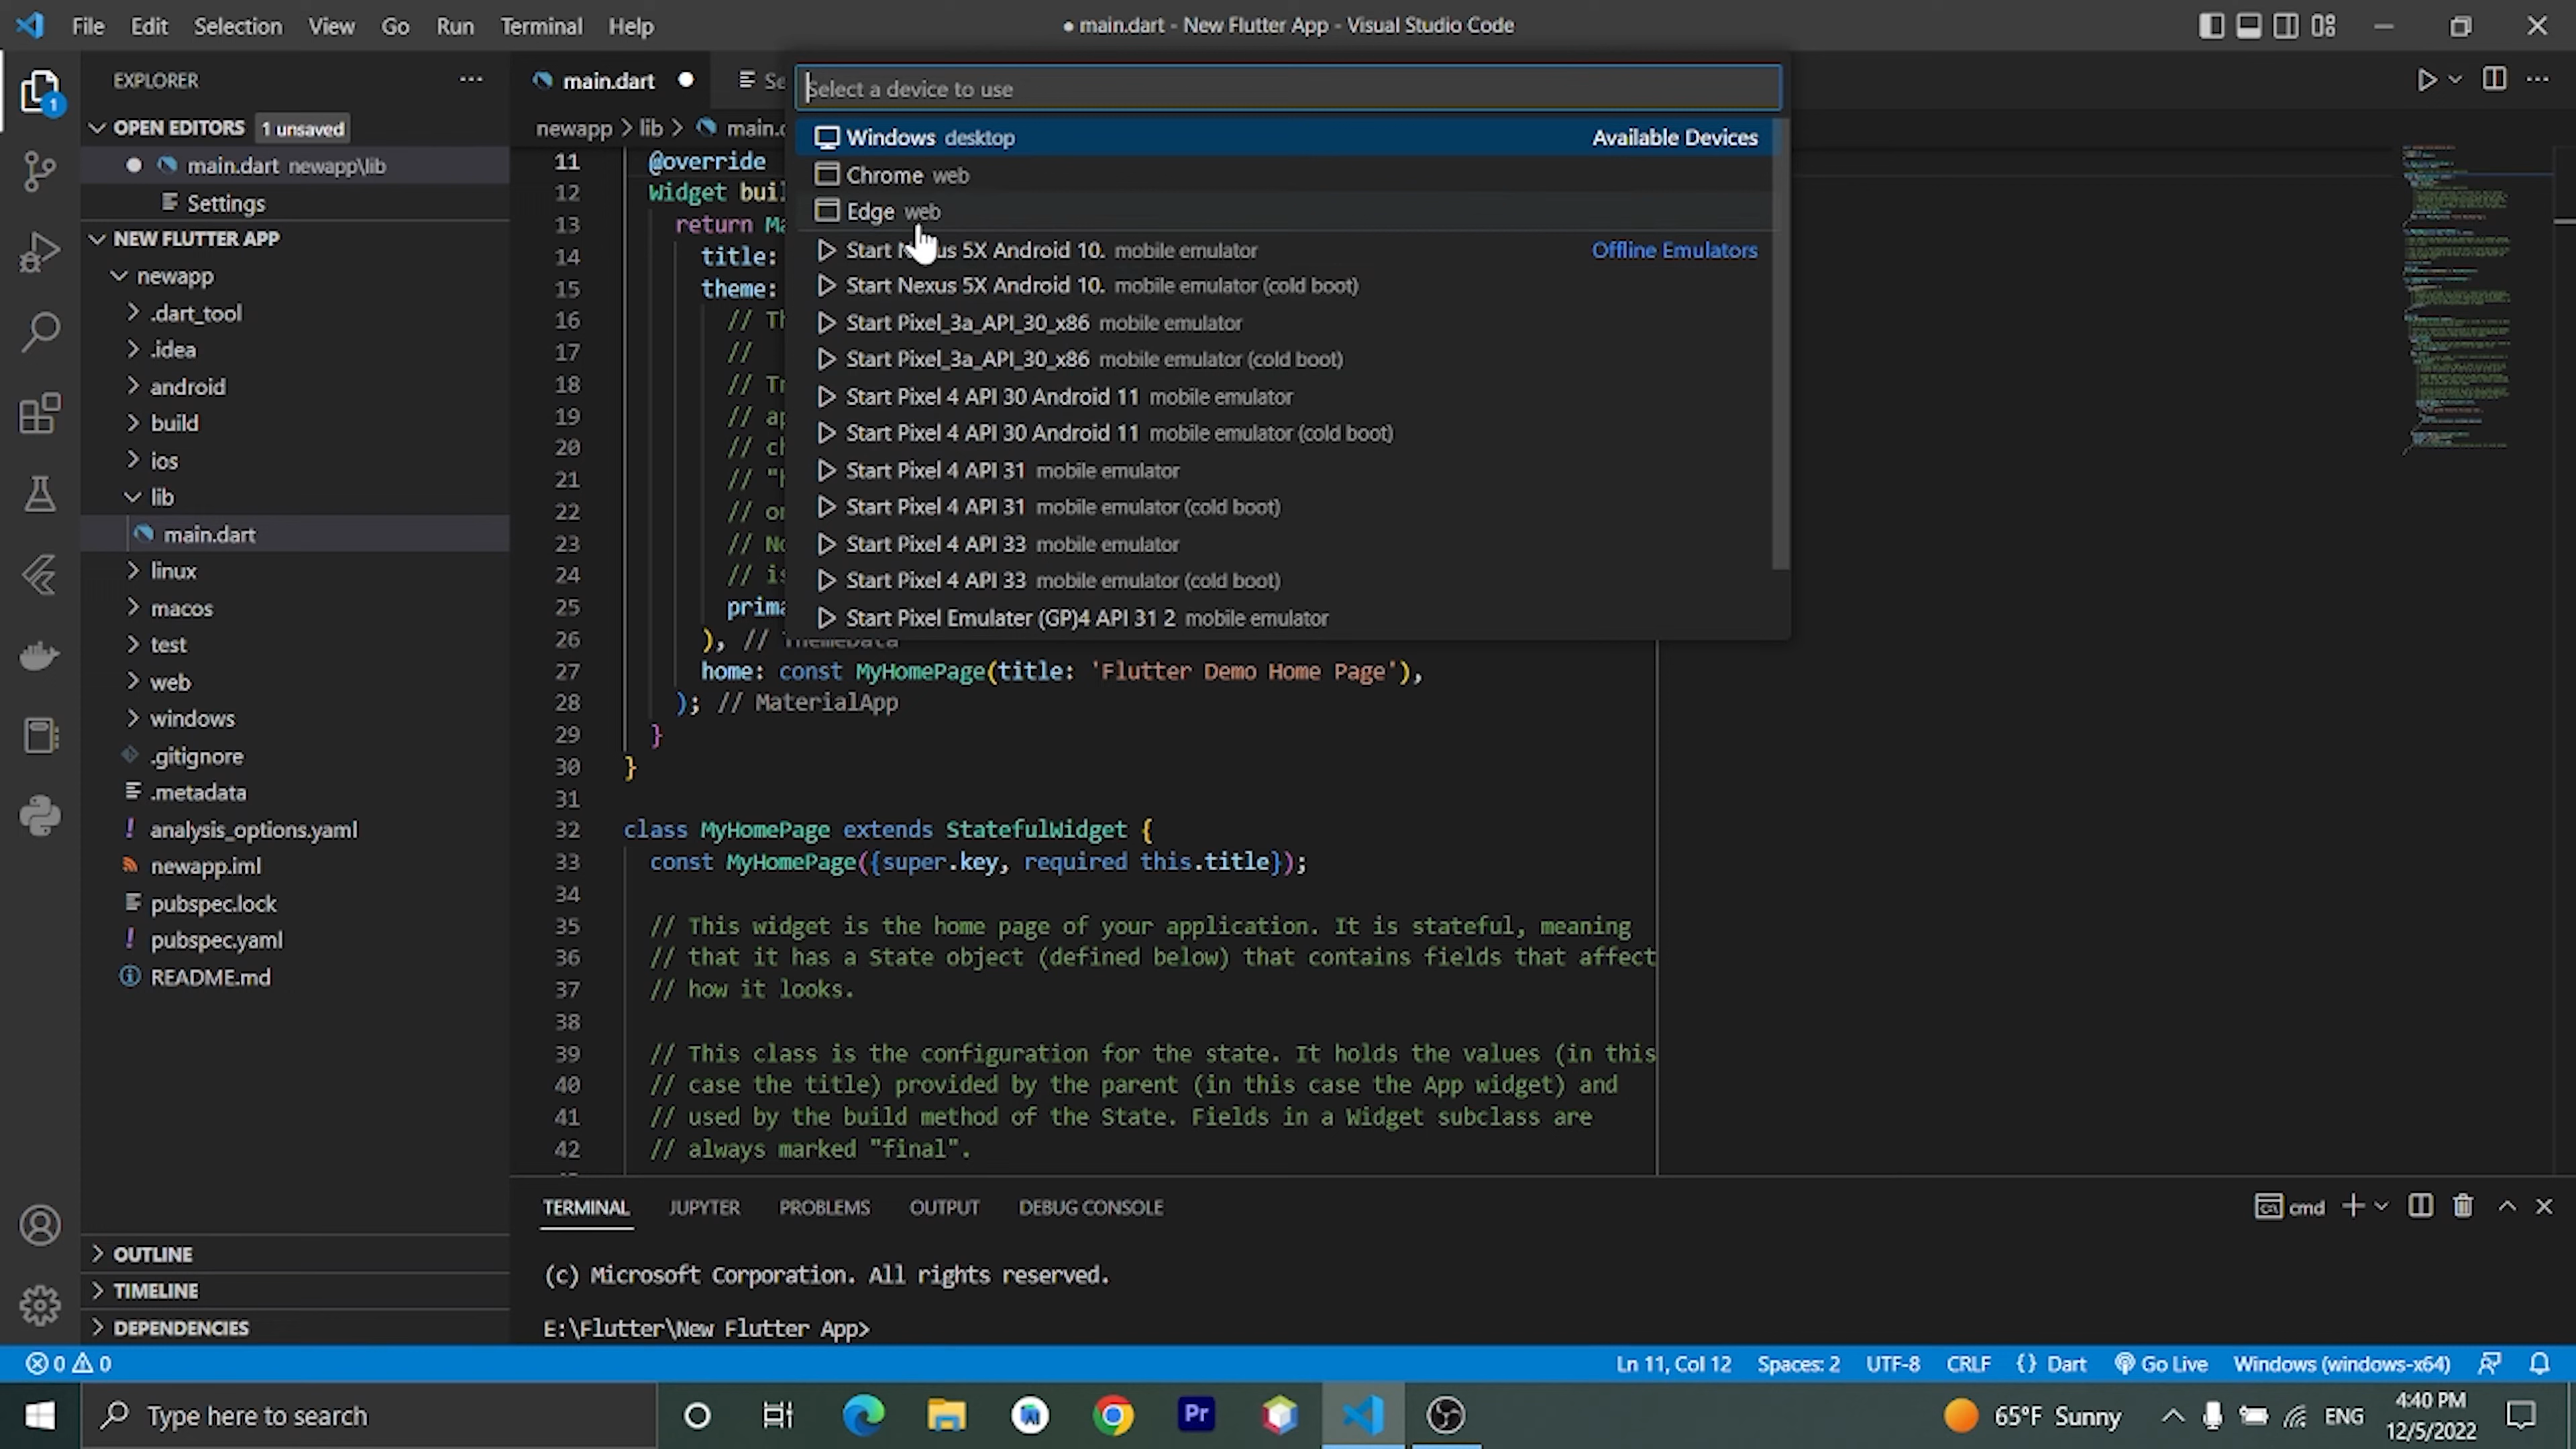 File Edit Selection View Go Run Terminal Help
● main.dart - New Flutter App - Visual Studio Code
EXPLORER
OPEN EDITORS 1 unsaved
main.dart newapp\lib
Settings
NEW FLUTTER APP
newapp
.dart_tool
.idea
android
build
ios
lib
main.dart
linux
macos
test
web
windows
.gitignore
.metadata
! analysis_options.yaml
newapp.iml
pubspec.lock
! pubspec.yaml
README.md
OUTLINE
TIMELINE
DEPENDENCIES
main.dart
newapp > lib >
Select a device to use
Windows desktop Available Devices
Chrome web
Edge web
Start 5X Android 10. mobile emulator Offline Emulators
Start Nexus 5X Android 10. mobile emulator (cold boot)
Start Pixel_3a_API_30_x86 mobile emulator
Start Pixel_3a_API_30_x86 mobile emulator (cold boot)
Start Pixel 4 API 30 Android 11 mobile emulator
Start Pixel 4 API 30 Android 11 mobile emulator (cold boot)
Start Pixel 4 API 31 mobile emulator
Start Pixel 4 API 31 mobile emulator (cold boot)
Start Pixel 4 API 33 mobile emulator
Start Pixel 4 API 33 mobile emulator (cold boot)
Start Pixel Emulater (GP)4 API 31 2 mobile emulator
11 @override
12 Widget
13 return
14 title:
15 theme:
16 //
17 //
18 //
19 //
20 //
21 //
22 //
23 //
24 //
25
26 ), // ThemeData
27 home: const MyHomePage(title: 'Flutter Demo Home Page'),
28 ); // MaterialApp
29 }
30 }
31
32 class MyHomePage extends StatefulWidget {
33 const MyHomePage({super.key, required this.title});
34
35 // This widget is the home page of your application. It is stateful, meaning
36 // that it has a State object (defined below) that contains fields that affect
37 // how it looks.
38
39 // This class is the configuration for the state. It holds the values (in this
40 // case the title) provided by the parent (in this case the App widget) and
41 // used by the build method of the State. Fields in a Widget subclass are
42 // always marked "final".
TERMINAL JUPYTER PROBLEMS OUTPUT DEBUG CONSOLE
cmd
(c) Microsoft Corporation. All rights reserved.
E:\Flutter\New Flutter App>
0 0
Ln 11, Col 12 Spaces: 2 UTF-8 CRLF {} Dart Go Live Windows (windows-x64)
Type here to search
Pr
65°F Sunny
ENG
4:40 PM
12/5/2022